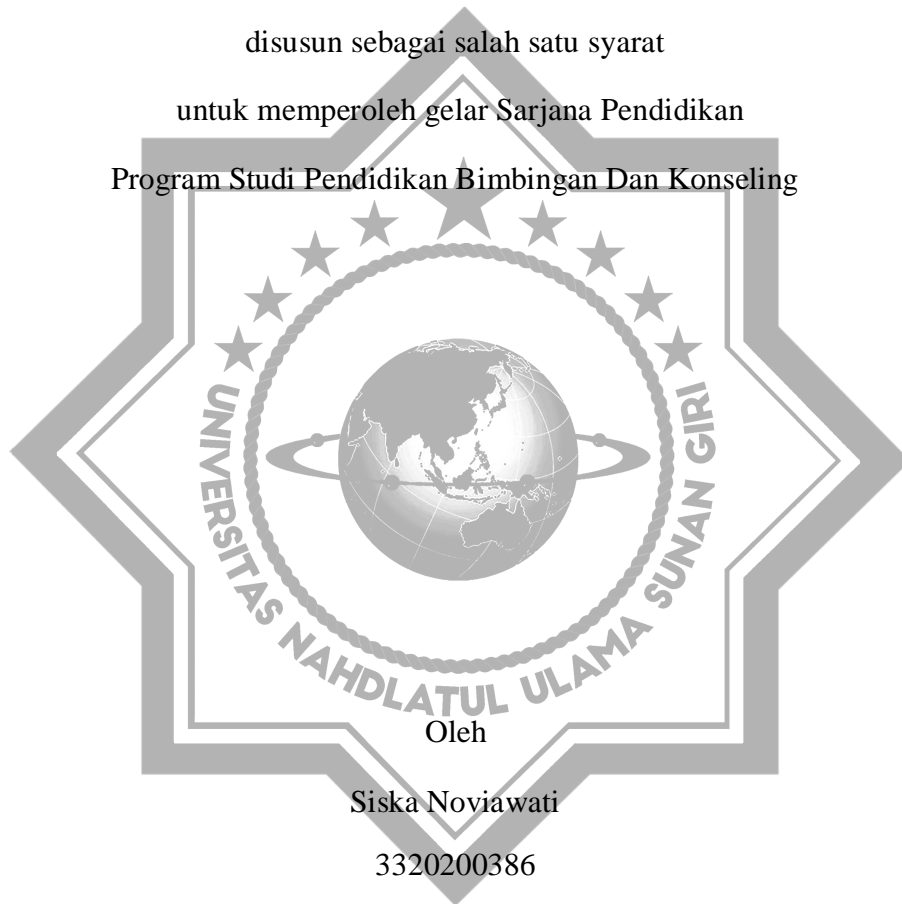 disusun sebagai salah satu syarat
untuk memperoleh gelar Sarjana Pendidikan
Program Studi Pendidikan Bimbingan Dan Konseling
UNIVERSITAS NAHDLATUL ULAMA SUNAN GIRI
Oleh
Siska Noviawati
3320200386